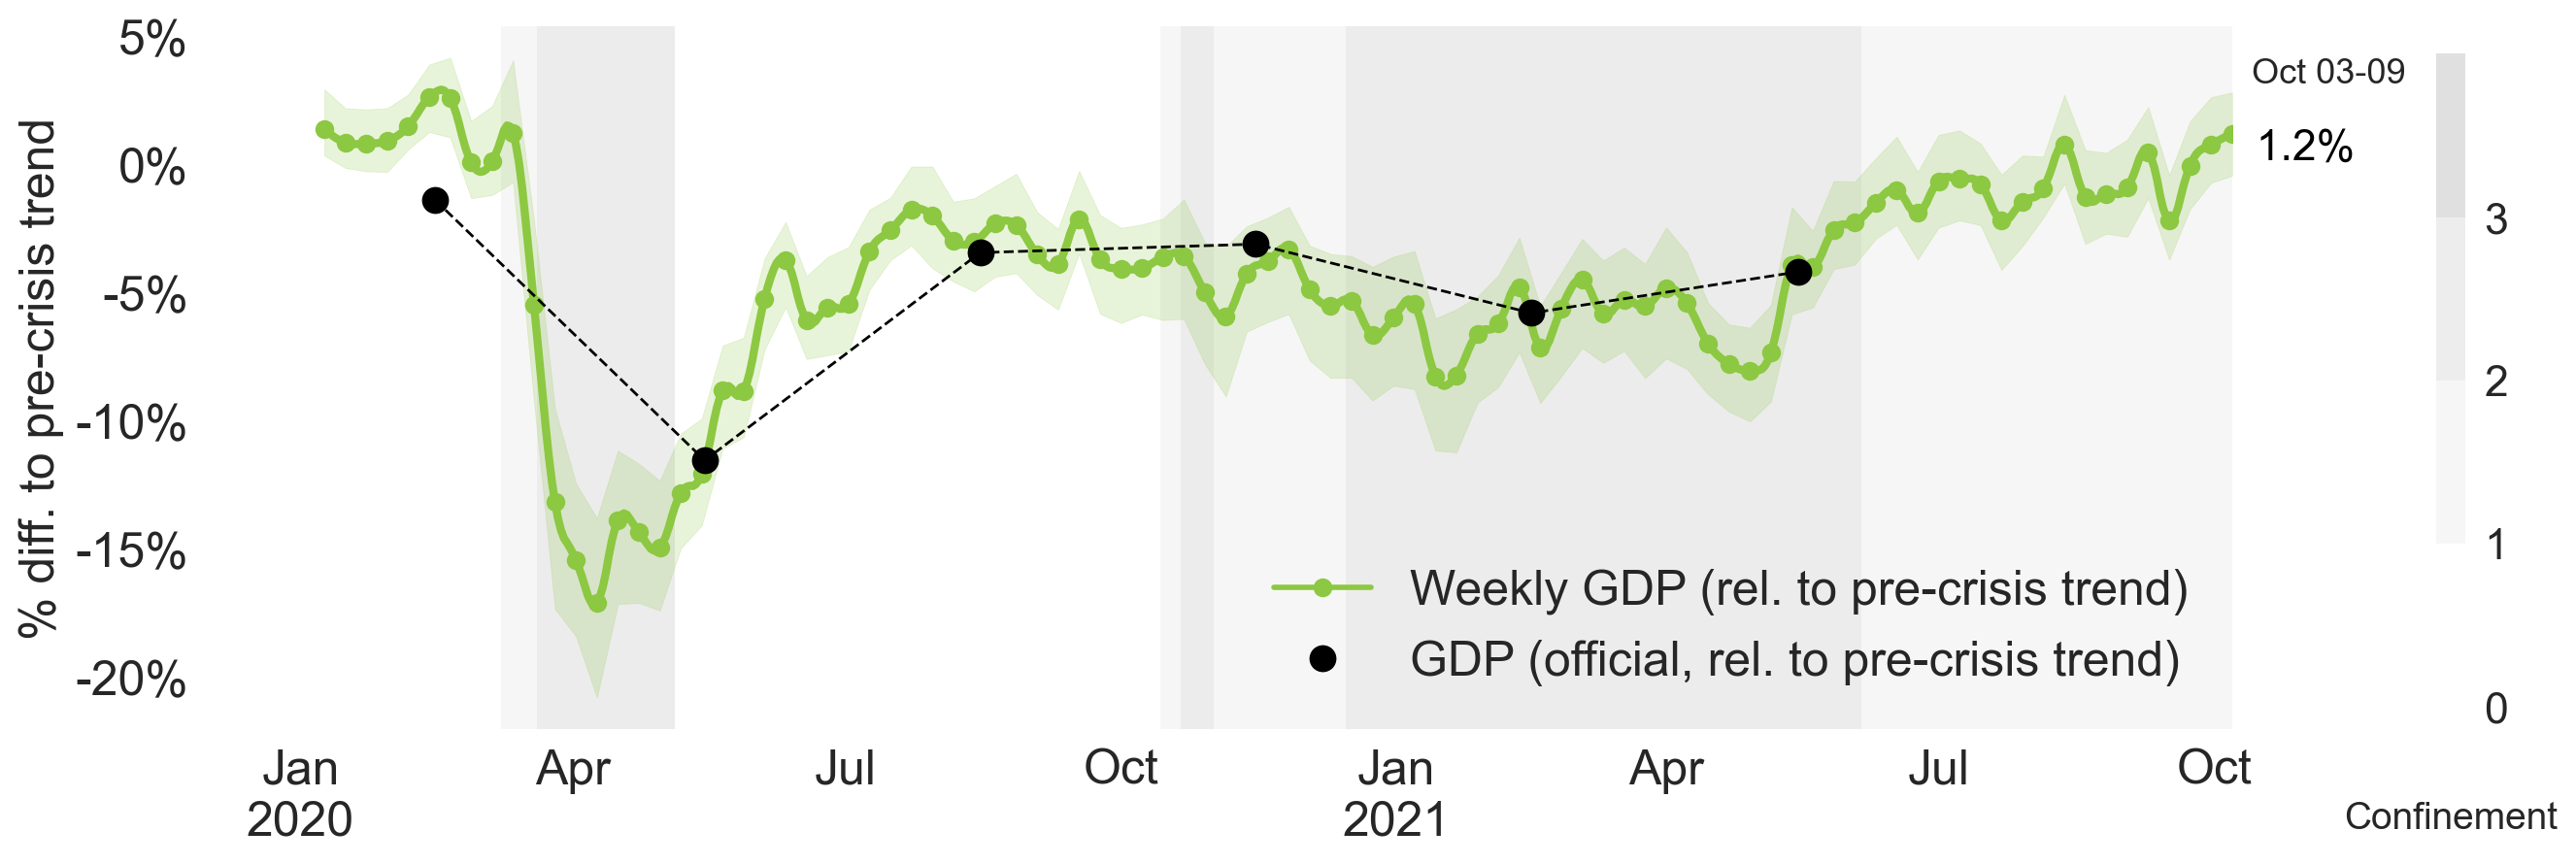 % diff. to pre-crisis trend
5%
0%
-5%
-10%
-15%
-20%
Jan
2020
Apr
Jul
Oct
Jan
2021
Apr
Jul
Oct
Oct 03-09
1.2%
Weekly GDP (rel. to pre-crisis trend)
GDP (official, rel. to pre-crisis trend)
3
2
1
0
Confinement